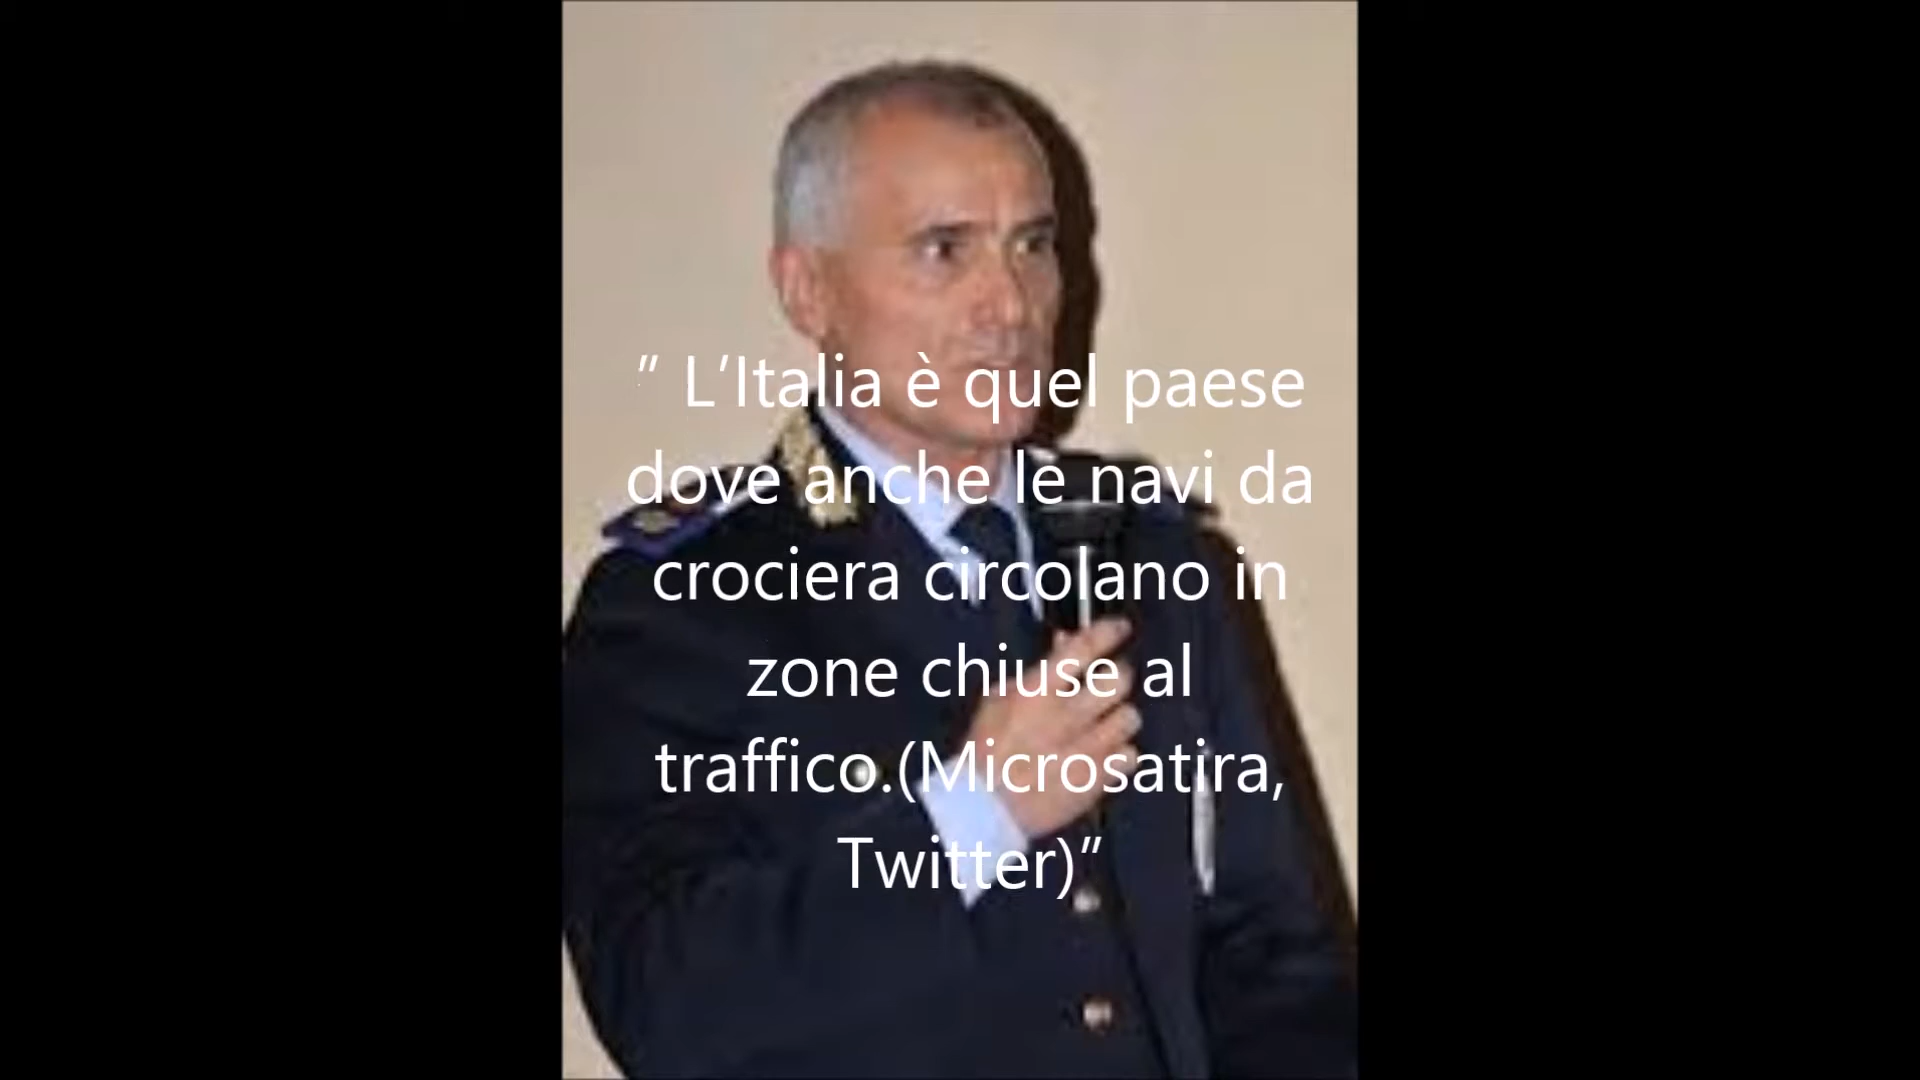 ” L’Italia è quel paese
dove anche le navi da
crociera circolano in
zone chiuse al
traffico.(Microsatira,
Twitter)”